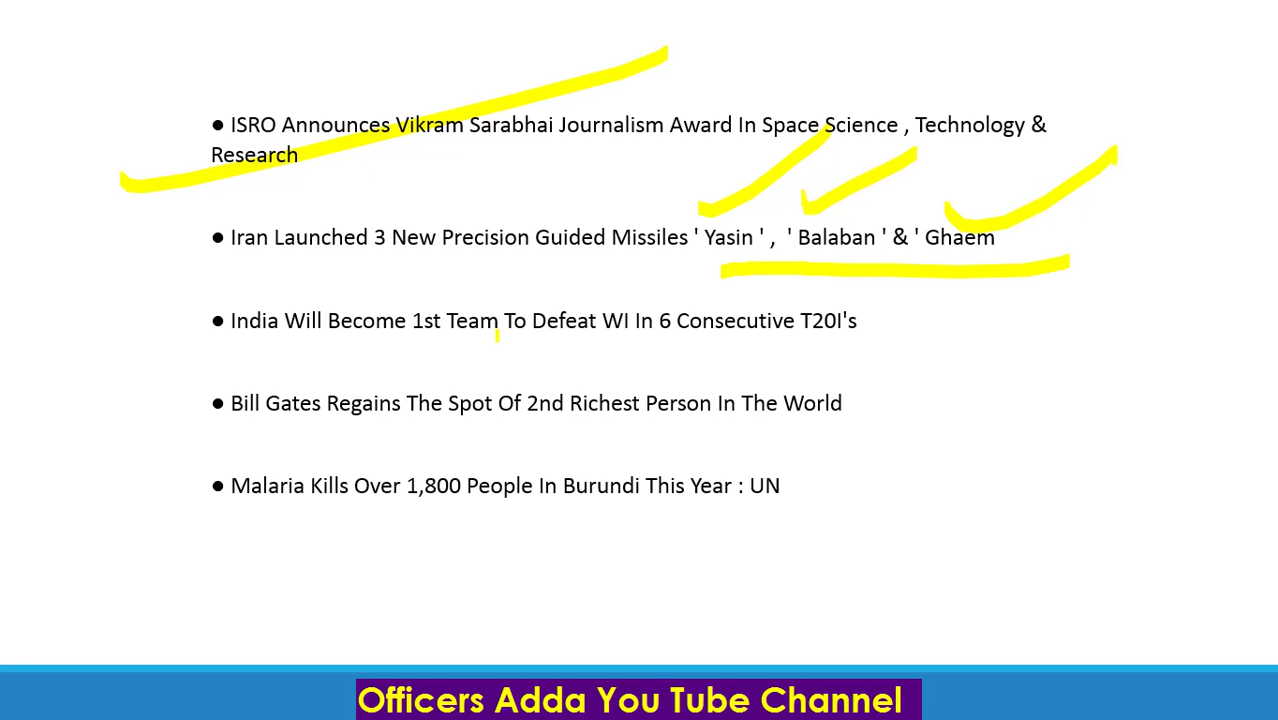 ● ISRO Announces Vikram Sarabhai Journalism Award In Space Science , Technology &
Research
● Iran Launched 3 New Precision Guided Missiles ' Yasin ' , ' Balaban ' & ' Ghaem
● India Will Become 1st Team To Defeat WI In 6 Consecutive T20I's
● Bill Gates Regains The Spot Of 2nd Richest Person In The World
● Malaria Kills Over 1,800 People In Burundi This Year : UN
Officers Adda You Tube Channel